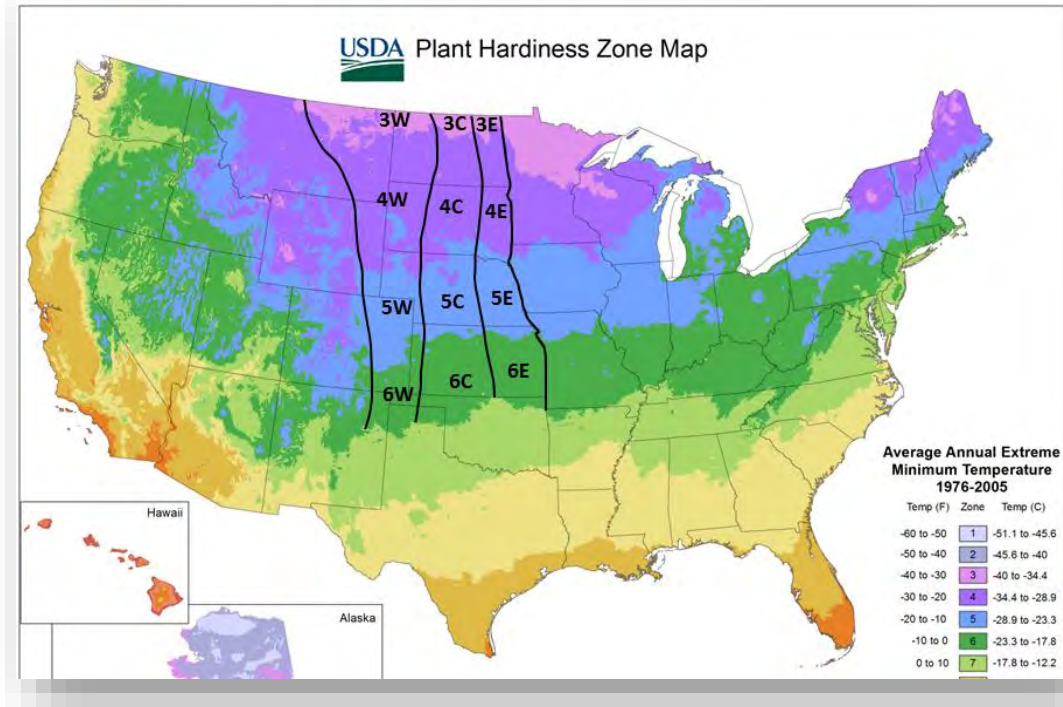 USDA Plant Hardiness Zone Map
3W 3C 3E
4W 4C 4E
5W 5C 5E
6W 6C 6E
Hawaii
Alaska
Average Annual Extreme
Minimum Temperature
1976-2005
Temp (F) Zone Temp (C)
-60 to -50 1 -51.1 to -45.6
-50 to -40 2 -45.6 to -40
-40 to -30 3 -40 to -34.4
-30 to -20 4 -34.4 to -28.9
-20 to -10 5 -28.9 to -23.3
-10 to 0 6 -23.3 to -17.8
0 to 10 7 -17.8 to -12.2